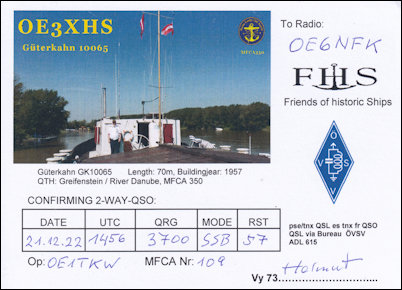 OE3XHS
Güterkahn 10065
MFCA350
To Radio:
OE6NFK
FHS
Friends of historic Ships
Güterkahn GK10065 Length: 70m, Buildingjear: 1957
QTH: Greifenstein / River Danube, MFCA 350
OVSV
CONFIRMING 2-WAY-QSO:
DATE UTC QRG MODE RST
21.12.22 1456 3700 SSB 57
pse/tnx QSL es tnx fr QSO
QSL via Bureau ÖVSV
ADL 615
Op: OE1TKW MFCA Nr: 109
Vy 73 Helmut